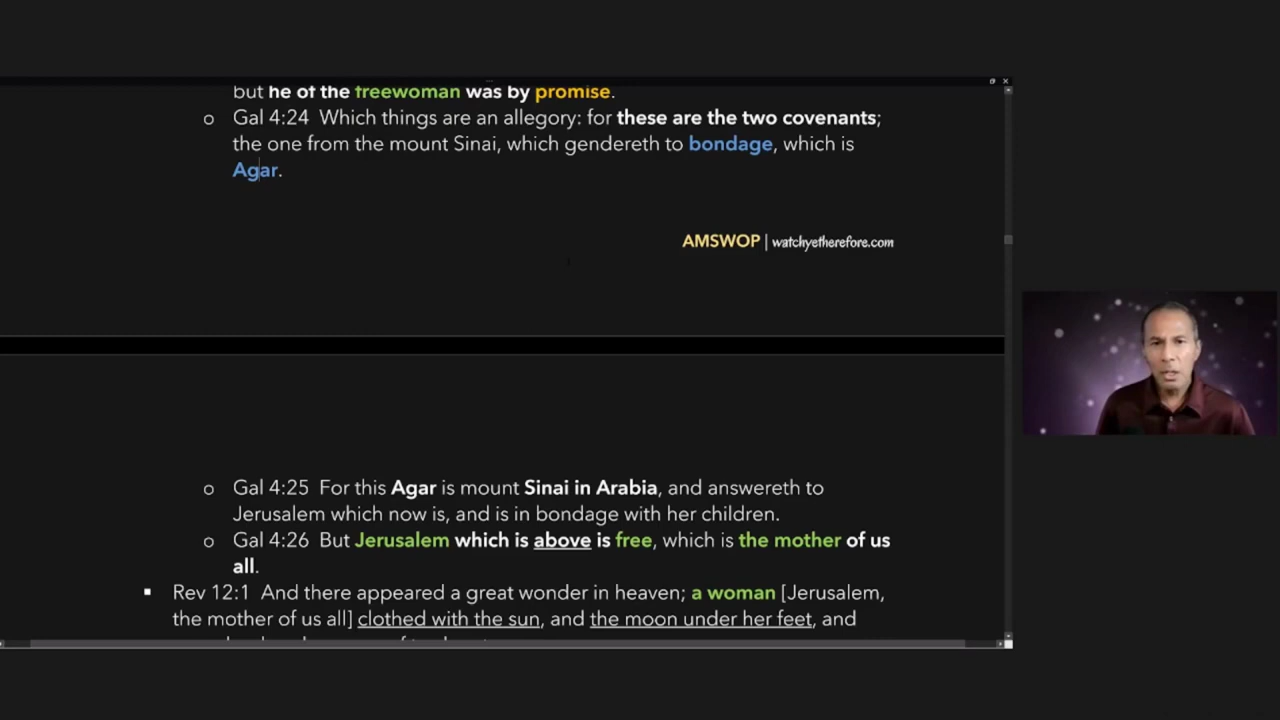 but he of the freewoman was by promise.
o Gal 4:24 Which things are an allegory: for these are the two covenants;
the one from the mount Sinai, which gendereth to bondage, which is
Agar.
AMSWOP | watchyetherefore.com
o Gal 4:25 For this Agar is mount Sinai in Arabia, and answereth to
Jerusalem which now is, and is in bondage with her children.
o Gal 4:26 But Jerusalem which is above is free, which is the mother of us
all.
▪ Rev 12:1 And there appeared a great wonder in heaven; a woman [Jerusalem,
the mother of us all] clothed with the sun, and the moon under her feet, and